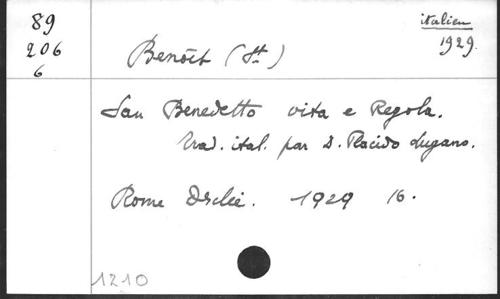 89
206
6
italien
1929.
Benoît (St)
San Benedetto vita e Regola.
Trad. ital. par D. Placido Lugano.
Rome Desclée. 1929 16.
1210